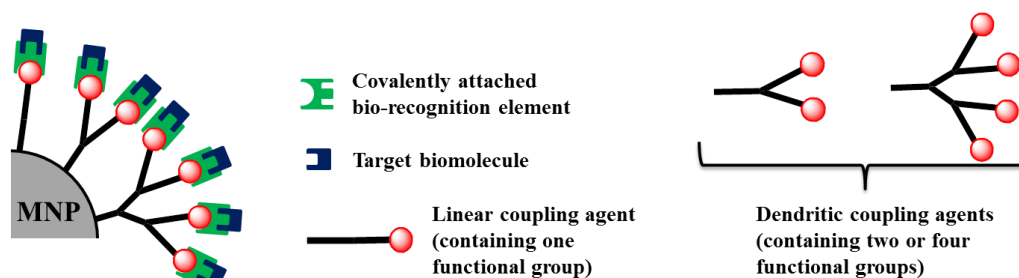 MNP
Covalently attached
bio-recognition element
Target biomolecule
Linear coupling agent
(containing one
functional group)
Dendritic coupling agents
(containing two or four
functional groups)